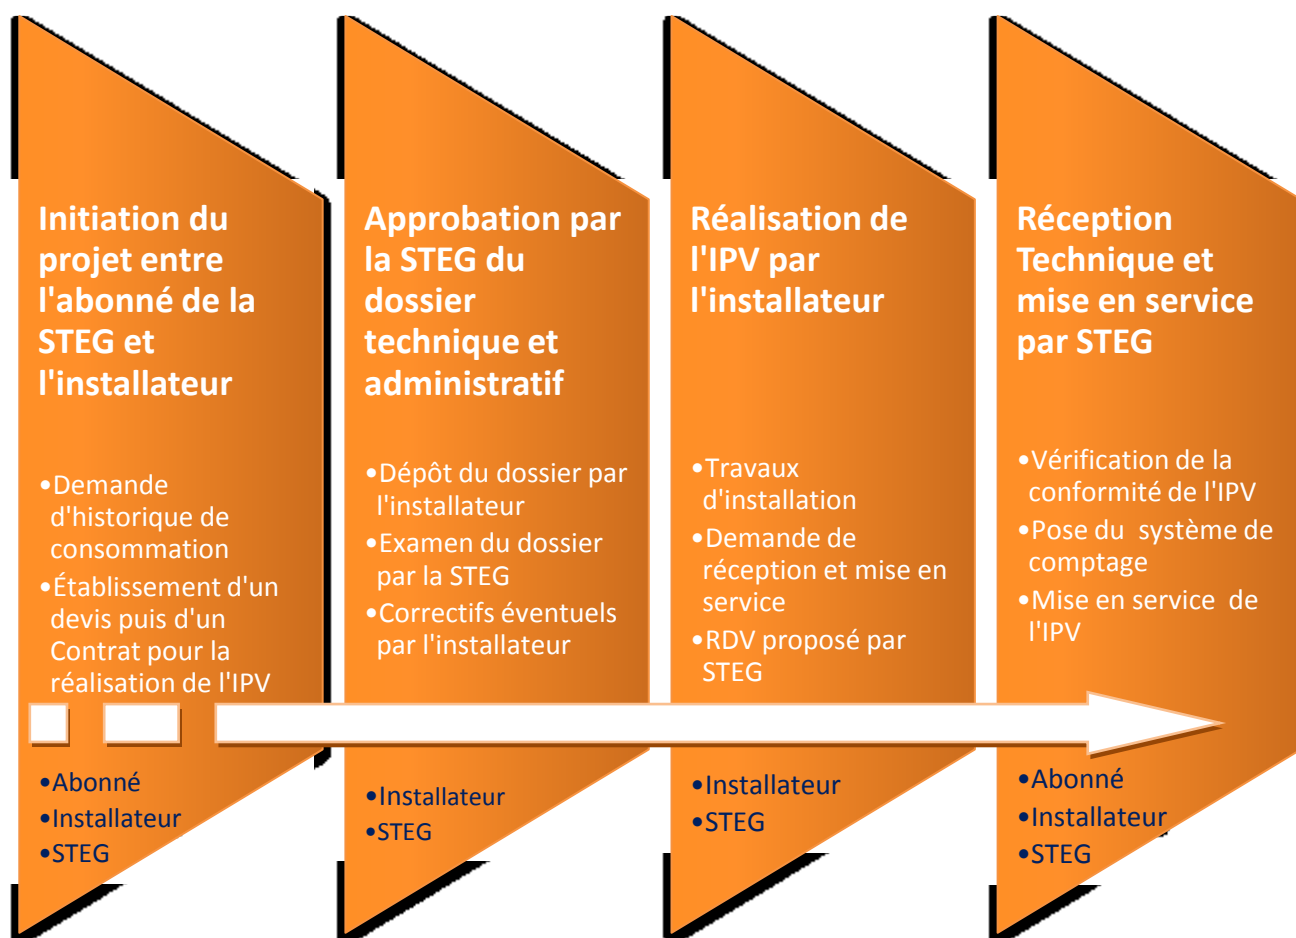 Initiation du
projet entre
l'abonné de la
STEG et
l'installateur
•Demande
d'historique de
consommation
•Établissement d'un
devis puis d'un
Contrat pour la
réalisation de l'IPV
•Abonné
•Installateur
•STEG
Approbation par
la STEG du
dossier
technique et
administratif
•Dépôt du dossier par
l'installateur
•Examen du dossier
par la STEG
•Correctifs éventuels
par l'installateur
•Installateur
•STEG
Réalisation de
l'IPV par
l'installateur
•Travaux
d'installation
•Demande de
réception et mise en
service
•RDV proposé par
STEG
•Installateur
•STEG
Réception
Technique et
mise en service
par STEG
•Vérification de la
conformité de l'IPV
•Pose du  système de
comptage
•Mise en service  de
l'IPV
•Abonné
•Installateur
•STEG